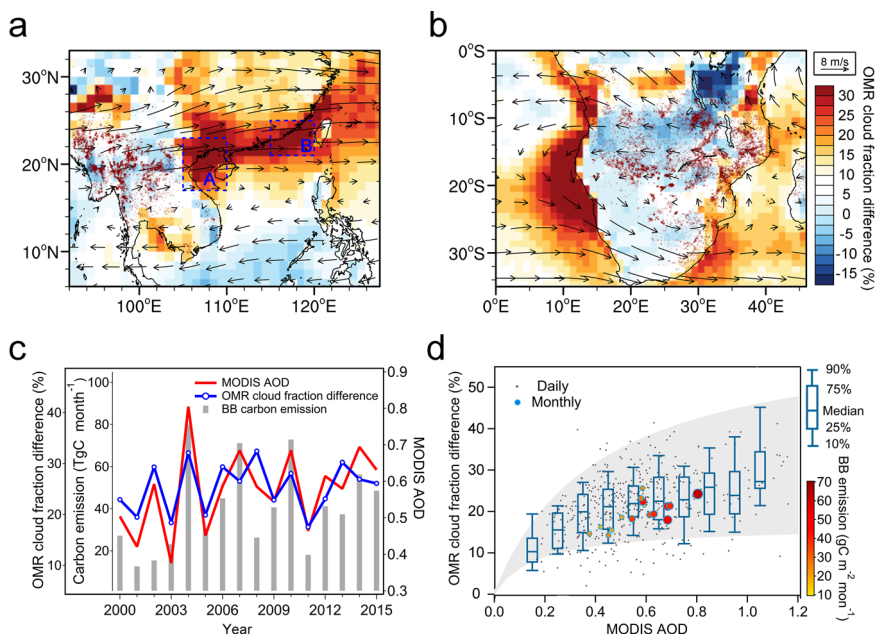 a
b
30°N
20°N
10°N
100°E
110°E
120°E
A
B
0°S
10°S
20°S
30°S
0°E
10°E
20°E
30°E
40°E
8 m/s
30
25
20
15
10
5
0
-5
-10
-15
OMR cloud fraction difference (%)
c
OMR cloud fraction difference (%)
40
30
20
10
Carbon emission (TgC month⁻¹)
100
80
60
40
20
MODIS AOD
OMR cloud fraction difference
BB carbon emission
0.9
0.8
0.7
0.6
0.5
0.4
0.3
MODIS AOD
2000
2003
2006
2009
2012
2015
Year
d
OMR cloud fraction difference (%)
50
40
30
20
10
0
Daily
Monthly
0.0
0.2
0.4
0.6
0.8
1.0
1.2
MODIS AOD
90%
75%
Median
25%
10%
70
60
50
40
30
20
10
BB emission (gC m⁻² mon⁻¹)